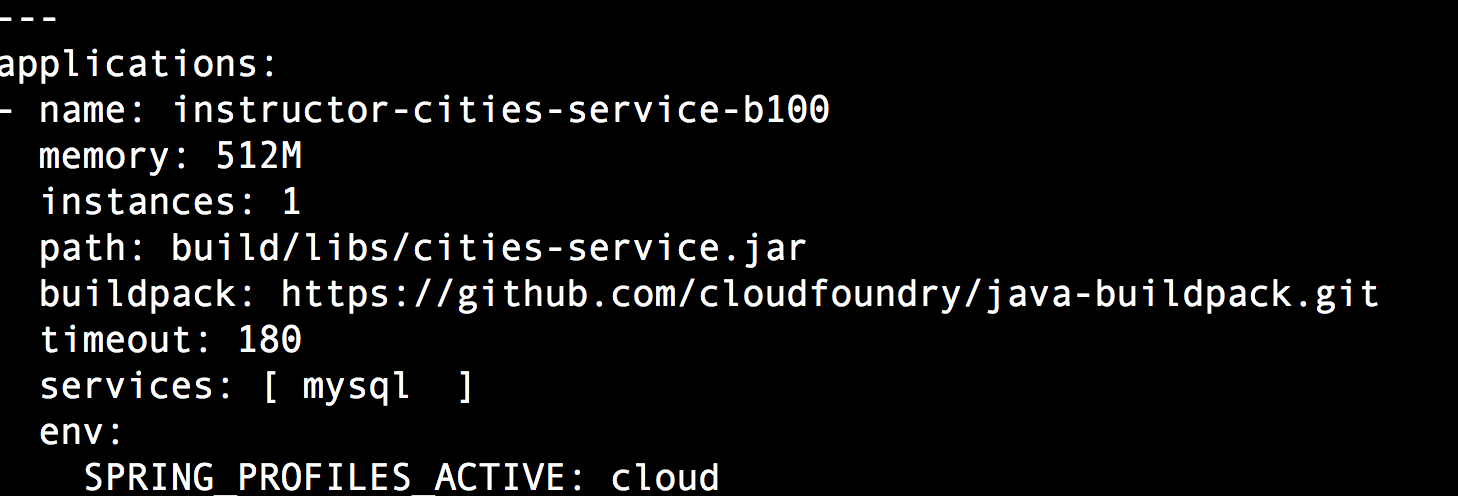 ---
applications:
- name: instructor-cities-service-b100
  memory: 512M
  instances: 1
  path: build/libs/cities-service.jar
  buildpack: https://github.com/cloudfoundry/java-buildpack.git
  timeout: 180
  services: [ mysql  ]
  env:
    SPRING_PROFILES_ACTIVE: cloud